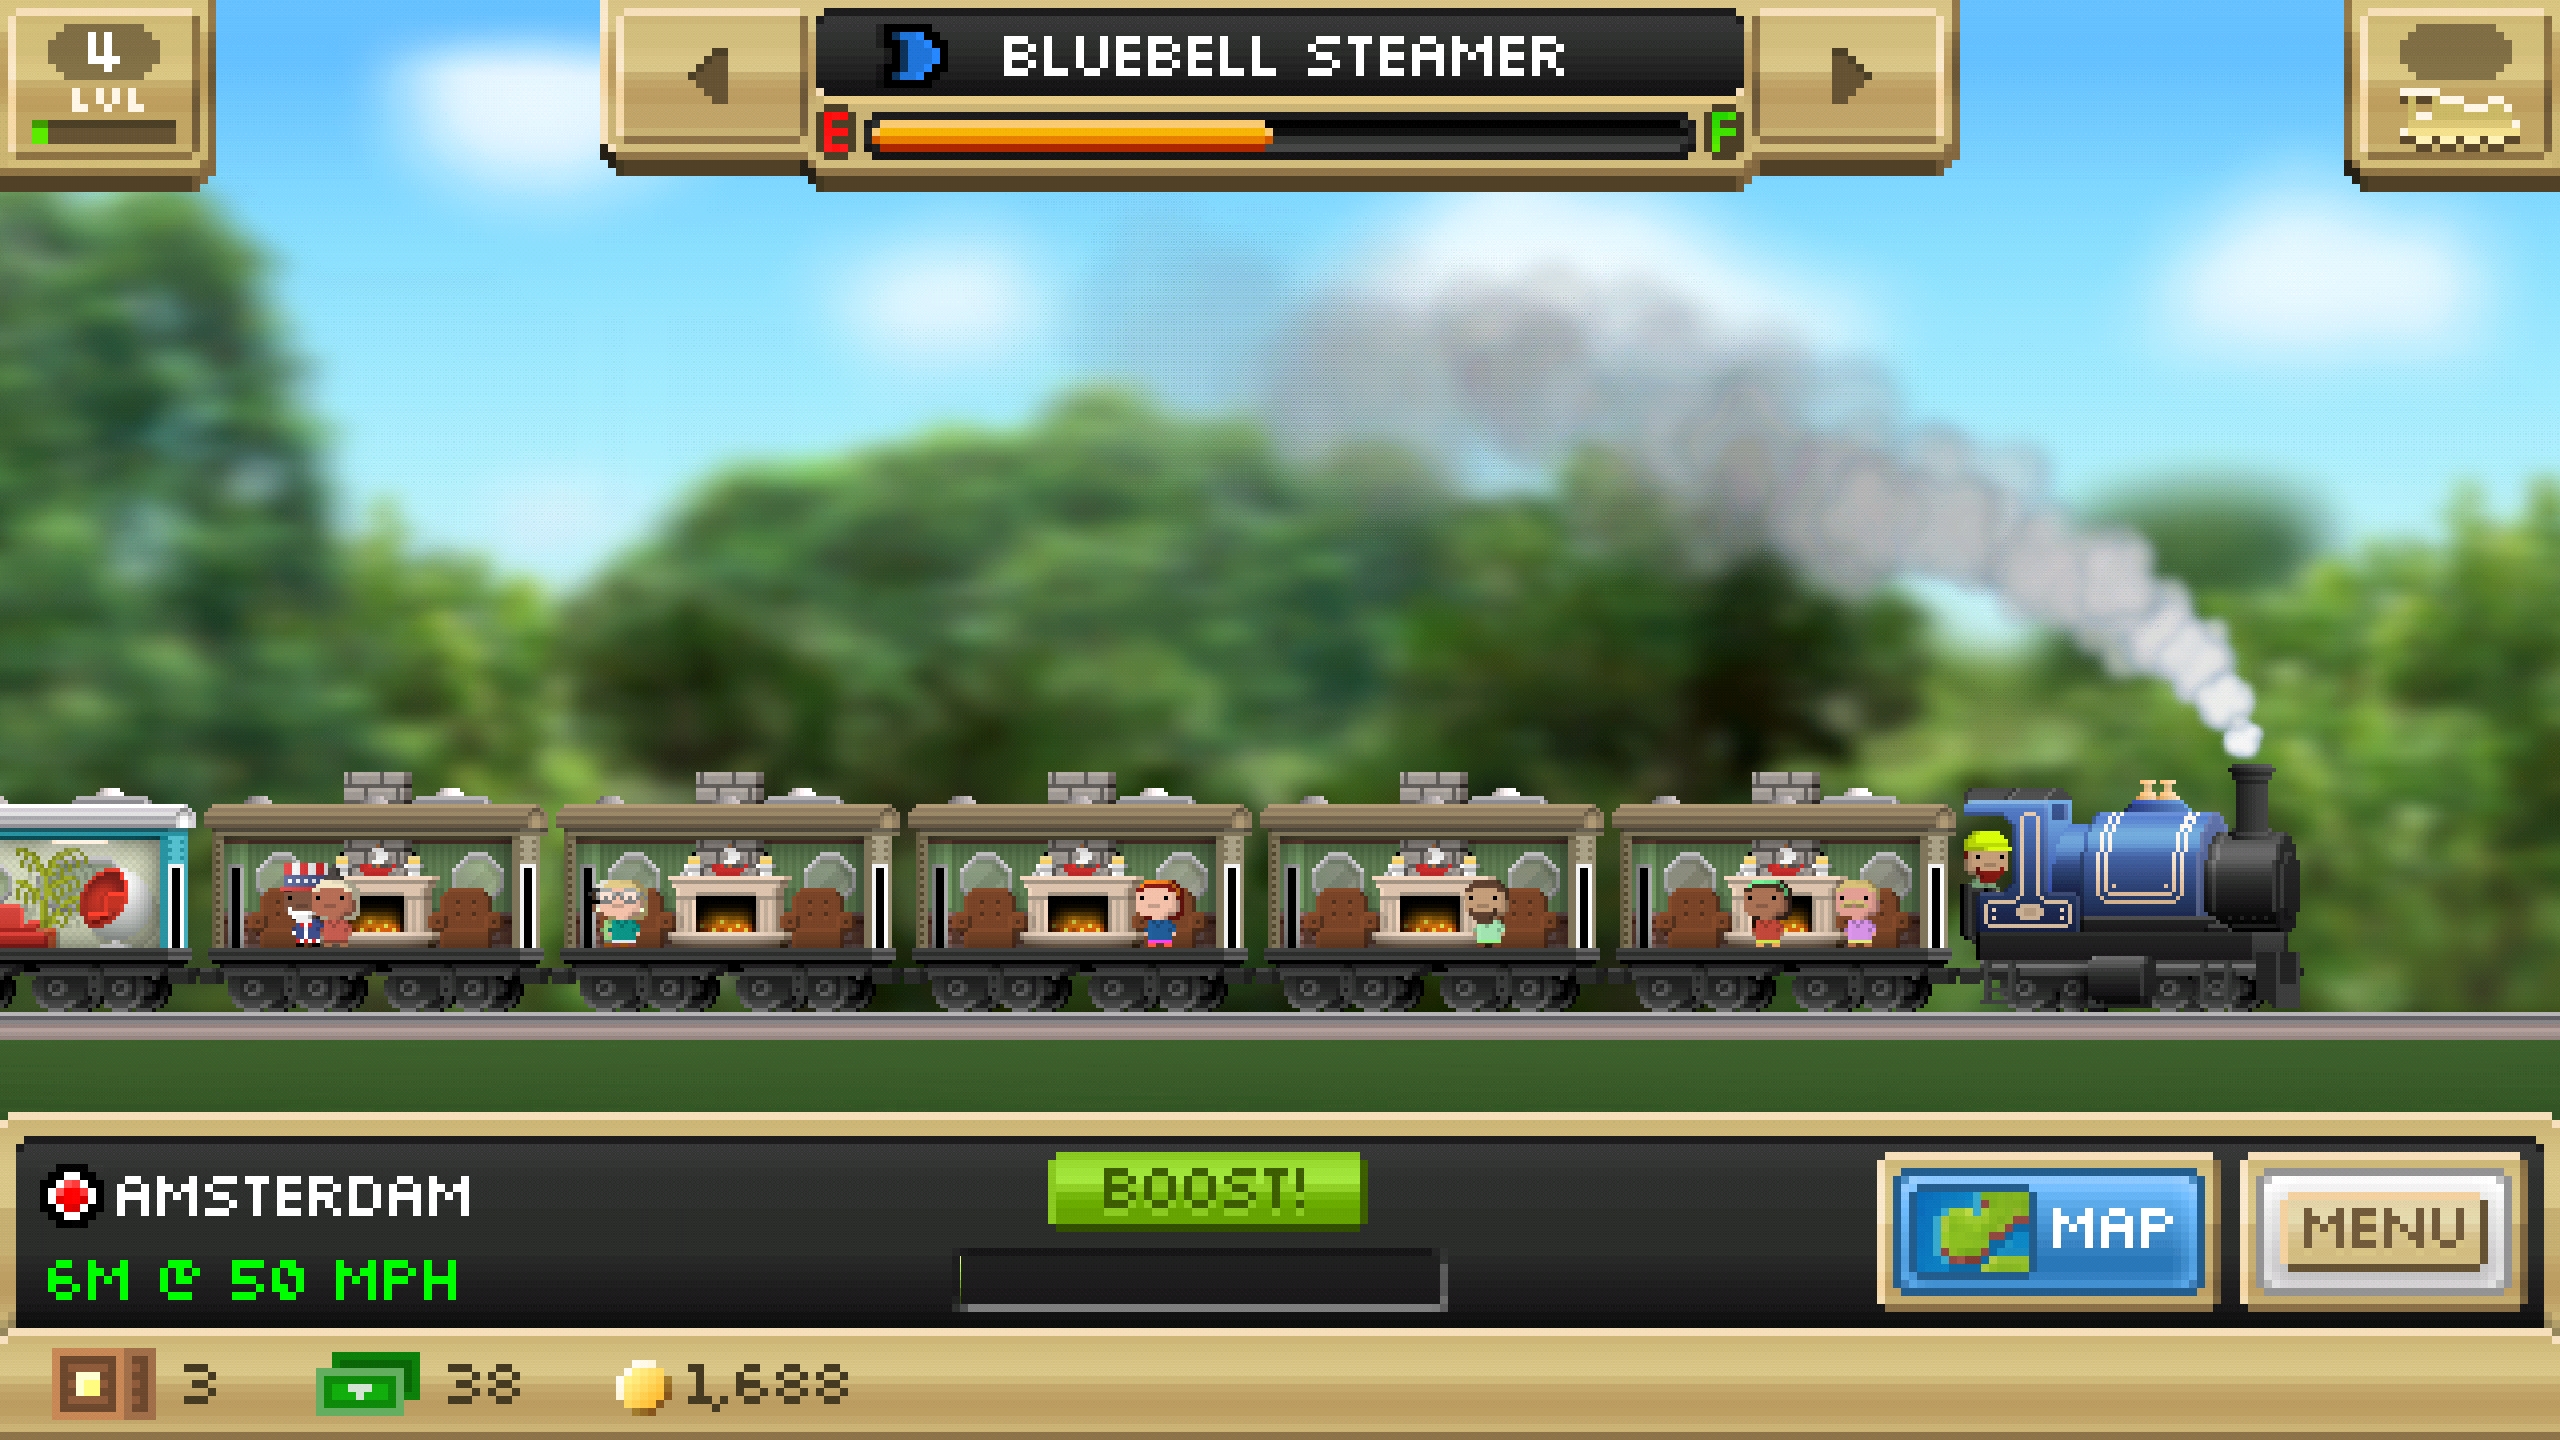 4
LVL
BLUEBELL STEAMER
E F
AMSTERDAM
BOOST!
6M @ 50 MPH
MAP
MENU
3 38 1,688